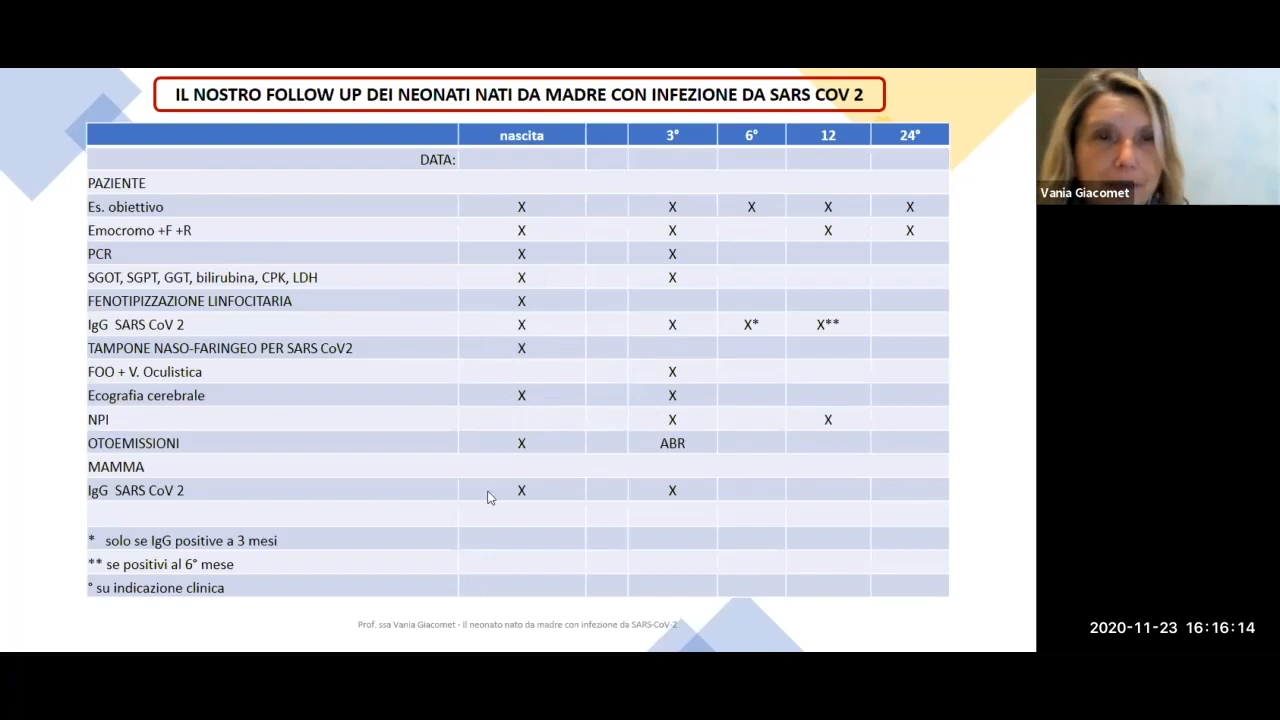 IL NOSTRO FOLLOW UP DEI NEONATI NATI DA MADRE CON INFEZIONE DA SARS COV 2
nascita 3° 6° 12 24°
DATA:
PAZIENTE
Es. obiettivo X X X X X
Emocromo +F +R X X X X
PCR X X
SGOT, SGPT, GGT, bilirubina, CPK, LDH X X
FENOTIPIZZAZIONE LINFOCITARIA X
IgG SARS CoV 2 X X X* X**
TAMPONE NASO-FARINGEO PER SARS CoV2 X
FOO + V. Oculistica X
Ecografia cerebrale X X
NPI X X
OTOEMISSIONI X ABR
MAMMA
IgG SARS CoV 2 X X
* solo se IgG positive a 3 mesi
** se positivi al 6° mese
° su indicazione clinica
Prof. ssa Vania Giacomet - Il neonato nato da madre con infezione da SARS-CoV-2
Vania Giacomet
2020-11-23 16:16:14